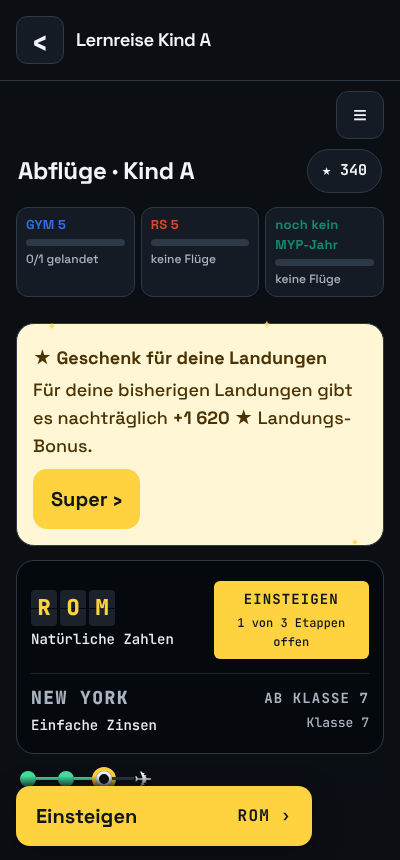 < Lernreise Kind A
≡
Abflüge · Kind A ★ 340
GYM 5
0/1 gelandet
RS 5
keine Flüge
noch kein
MYP-Jahr
keine Flüge
★ Geschenk für deine Landungen
Für deine bisherigen Landungen gibt
es nachträglich +1 620 ★ Landungs-
Bonus.
Super >
ROM
Natürliche Zahlen
EINSTEIGEN
1 von 3 Etappen
offen
NEW YORK AB KLASSE 7
Einfache Zinsen Klasse 7
Einsteigen ROM ›